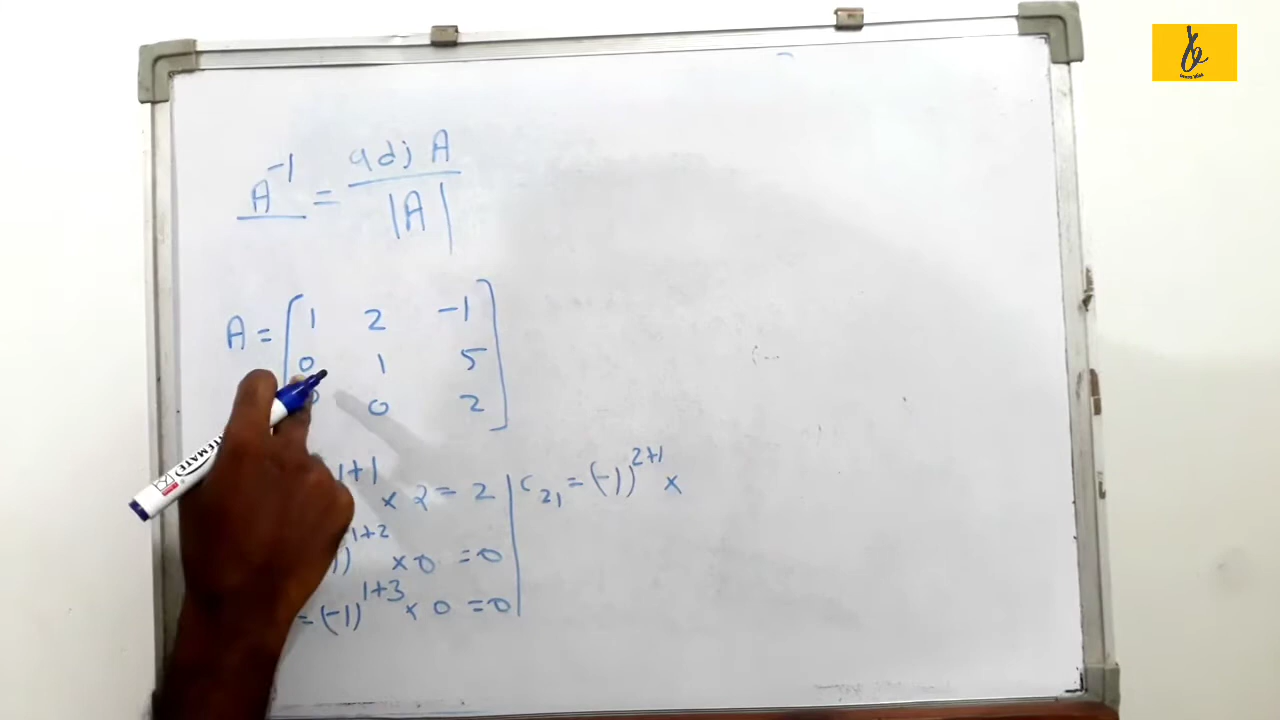 A⁻¹ = adj A / |A|
A = [ 1 2 -1
0 1 5
0 0 2 ]
1+1 × 2 = 2 | C₂₁ = (-1)²⁺¹ ×
1) 1+2 × 0 = 0
= (-1)¹⁺³ × 0 = 0